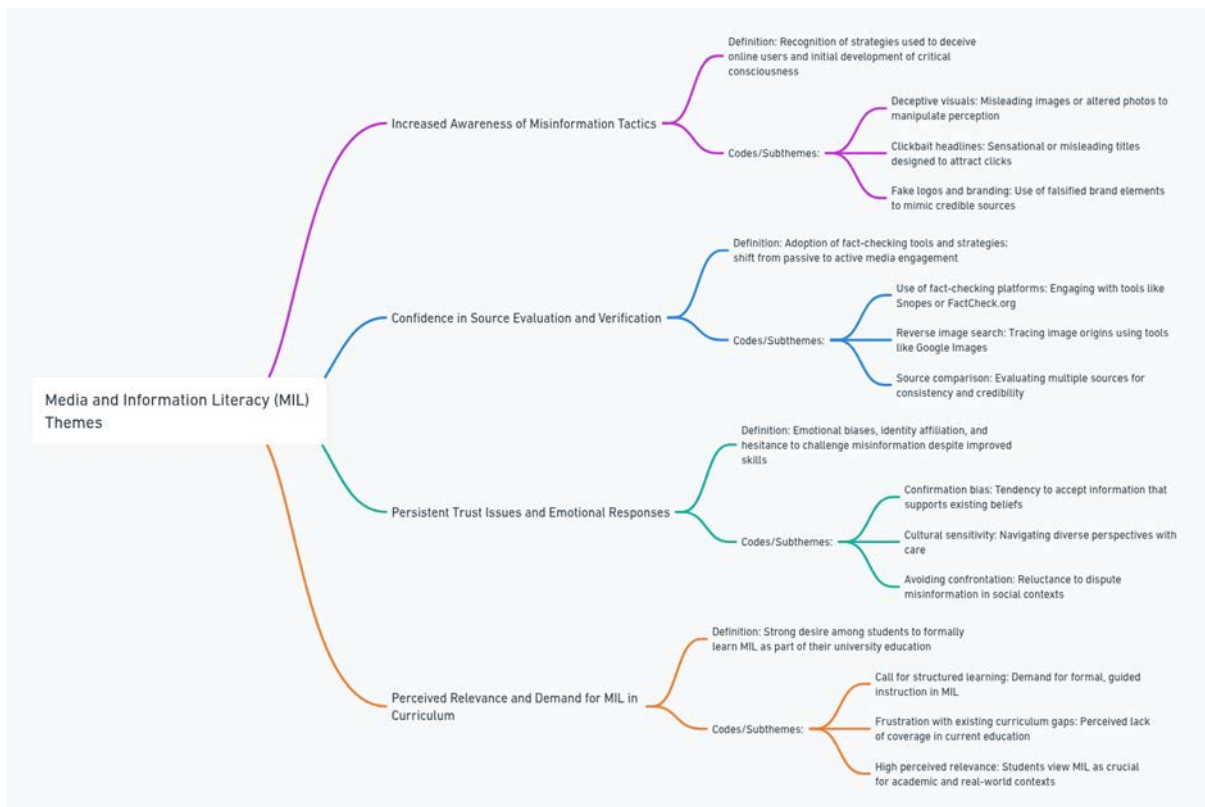 Media and Information Literacy (MIL)
Themes
Increased Awareness of Misinformation Tactics
Definition: Recognition of strategies used to deceive
online users and initial development of critical
consciousness
Codes/Subthemes:
Deceptive visuals: Misleading images or altered photos to
manipulate perception
Clickbait headlines: Sensational or misleading titles
designed to attract clicks
Fake logos and branding: Use of falsified brand elements
to mimic credible sources
Confidence in Source Evaluation and Verification
Definition: Adoption of fact-checking tools and strategies:
shift from passive to active media engagement
Codes/Subthemes:
Use of fact-checking platforms: Engaging with tools like
Snopes or FactCheck.org
Reverse image search: Tracing image origins using tools
like Google Images
Source comparison: Evaluating multiple sources for
consistency and credibility
Persistent Trust Issues and Emotional Responses
Definition: Emotional biases, identity affiliation, and
hesitance to challenge misinformation despite improved
skills
Codes/Subthemes:
Confirmation bias: Tendency to accept information that
supports existing beliefs
Cultural sensitivity: Navigating diverse perspectives with
care
Avoiding confrontation: Reluctance to dispute
misinformation in social contexts
Perceived Relevance and Demand for MIL in
Curriculum
Definition: Strong desire among students to formally
learn MIL as part of their university education
Codes/Subthemes:
Call for structured learning: Demand for formal, guided
instruction in MIL
Frustration with existing curriculum gaps: Perceived lack
of coverage in current education
High perceived relevance: Students view MIL as crucial
for academic and real-world contexts